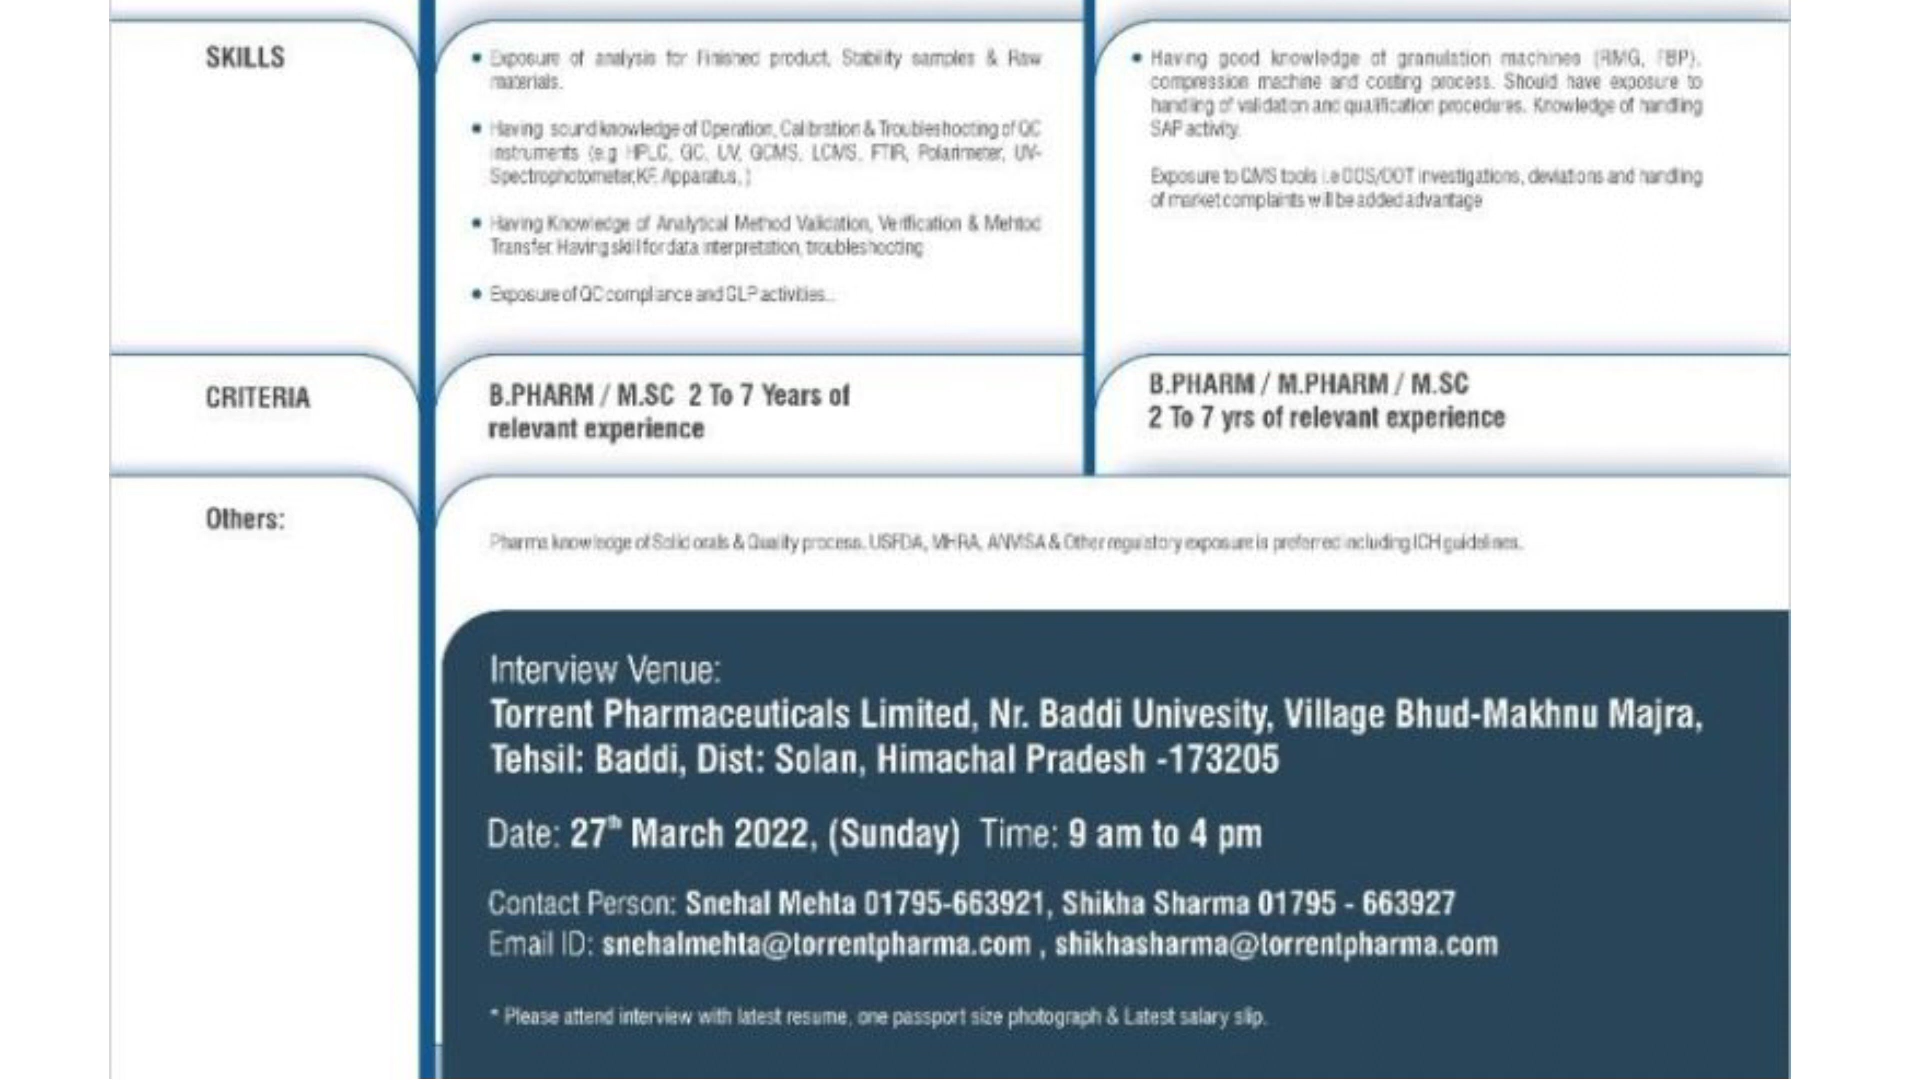 SKILLS
Exposure of analysis for Finished product, Stability samples & Raw
materials.
Having sound knowledge of Operation, Calibration & Troubleshooting of QC
instruments (e.g HPLC, GC, UV, GCMS, LCMS, FTIR, Polarimeter, UV-
Spectrophotometer, KF Apparatus, )
Having Knowledge of Analytical Method Validation, Verification & Mehtod
Transfer. Having skill for data interpretation, troubleshooting
Exposure of QC compliance and GLP activities..
Having good knowledge of granulation machines (RMG, FBP),
compression machine and coating process. Should have exposure to
handling of validation and qualification procedures. Knowledge of handling
SAP activity.
Exposure to QMS tools i.e OOS/OOT investigations, deviations and handling
of market complaints will be added advantage
CRITERIA
B.PHARM / M.SC 2 To 7 Years of
relevant experience
B.PHARM / M.PHARM / M.SC
2 To 7 yrs of relevant experience
Others:
Pharma knowledge of Solid orals & Quality process. USFDA, MHRA, ANVISA & Other regulatory exposure is preferred including ICH guidelines.
Interview Venue:
Torrent Pharmaceuticals Limited, Nr. Baddi Univesity, Village Bhud-Makhnu Majra,
Tehsil: Baddi, Dist: Solan, Himachal Pradesh -173205
Date: 27th March 2022, (Sunday) Time: 9 am to 4 pm
Contact Person: Snehal Mehta 01795-663921, Shikha Sharma 01795 - 663927
Email ID: snehalmehta@torrentpharma.com , shikhasharma@torrentpharma.com
* Please attend interview with latest resume, one passport size photograph & Latest salary slip.